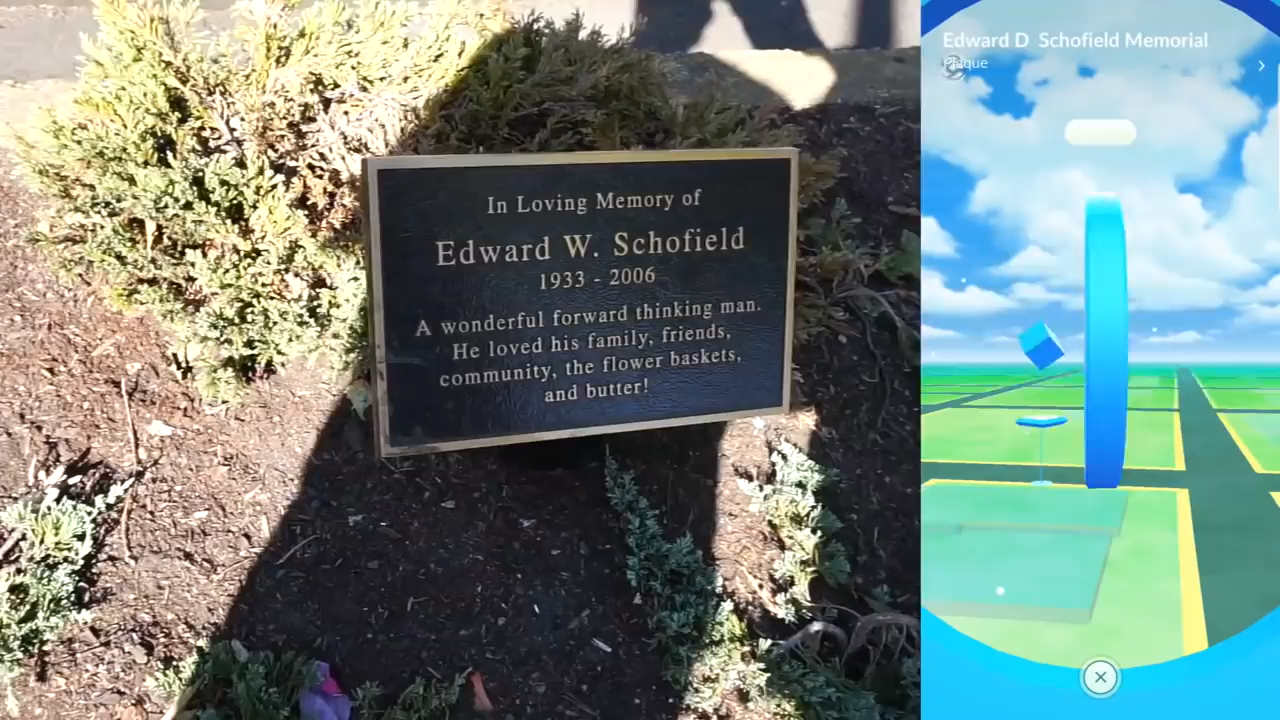 In Loving Memory of
Edward W. Schofield
1933 - 2006
A wonderful forward thinking man.
He loved his family, friends,
community, the flower baskets,
and butter!
Edward D Schofield Memorial
Plaque